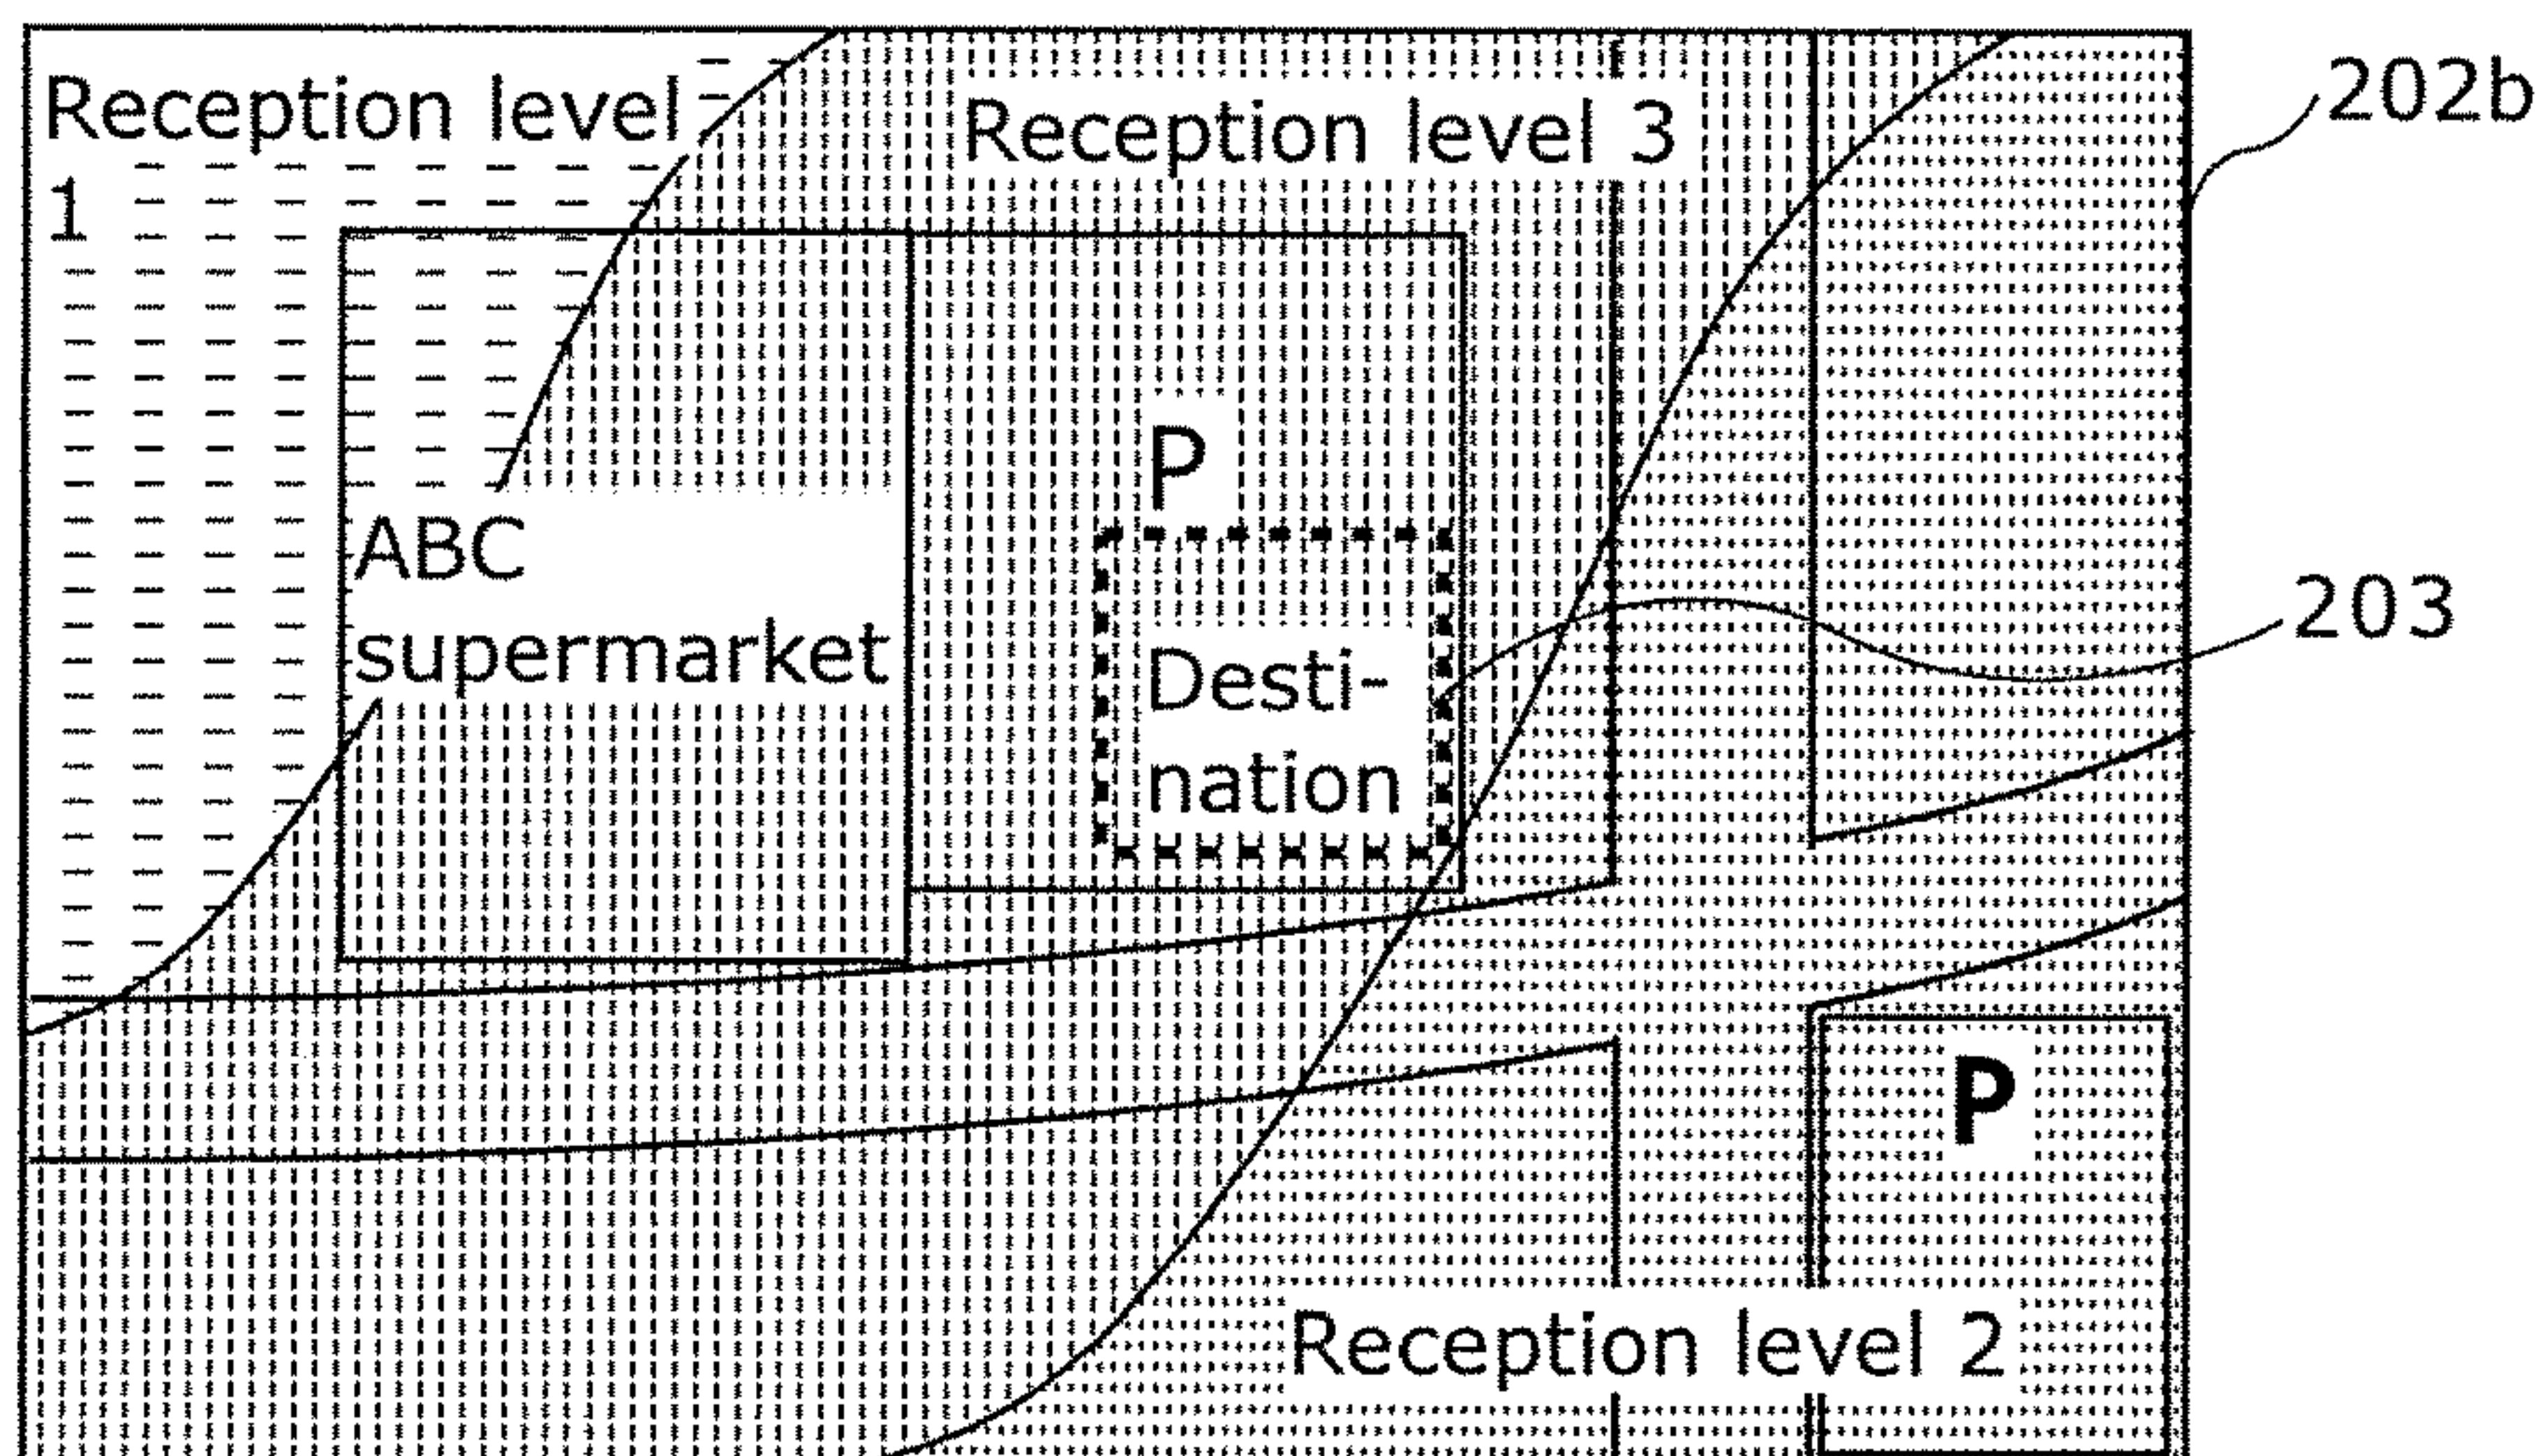 Reception level
1
Reception level 3
202b
P
ABC
supermarket
203
Desti-
nation
P
Reception level 2